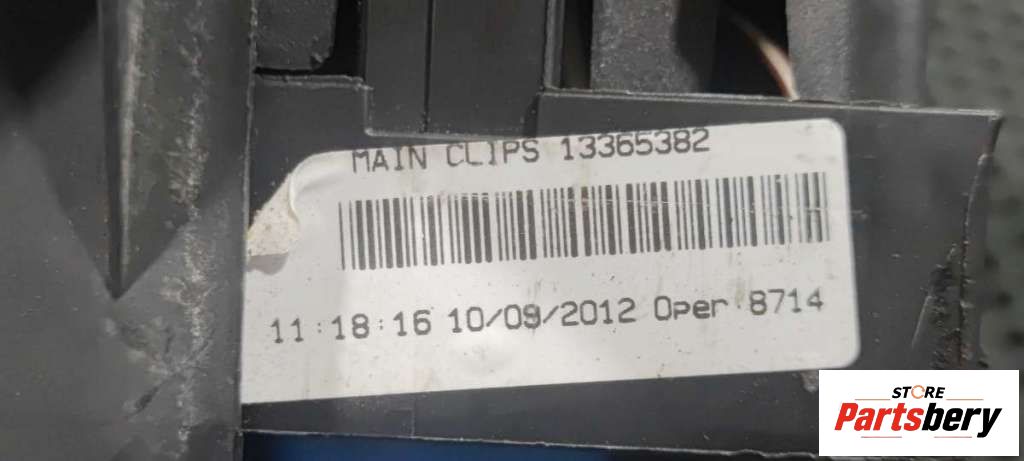 MAIN CLIPS 13365382
11:18:16 10/09/2012 Oper 8714
STORE
Partsbery